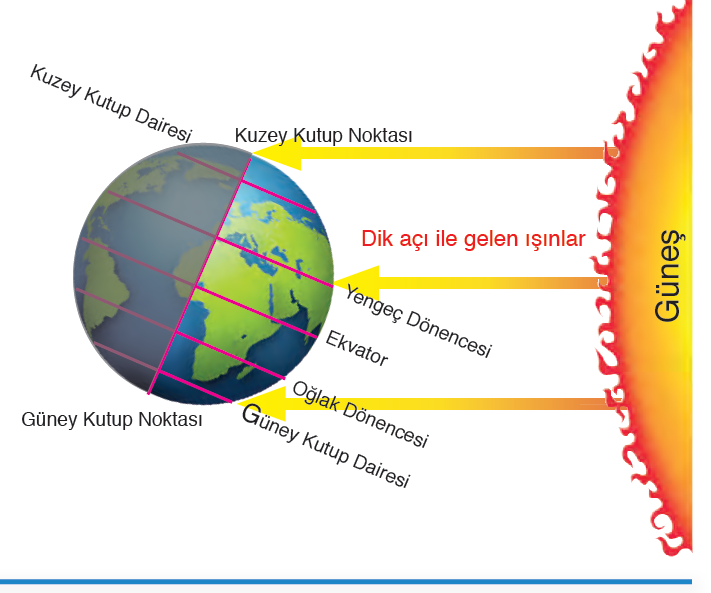 Kuzey Kutup Dairesi
Kuzey Kutup Noktası
Dik açı ile gelen ışınlar
Güneş
Yengeç Dönencesi
Ekvator
Oğlak Dönencesi
Güney Kutup Noktası
Güney Kutup Dairesi